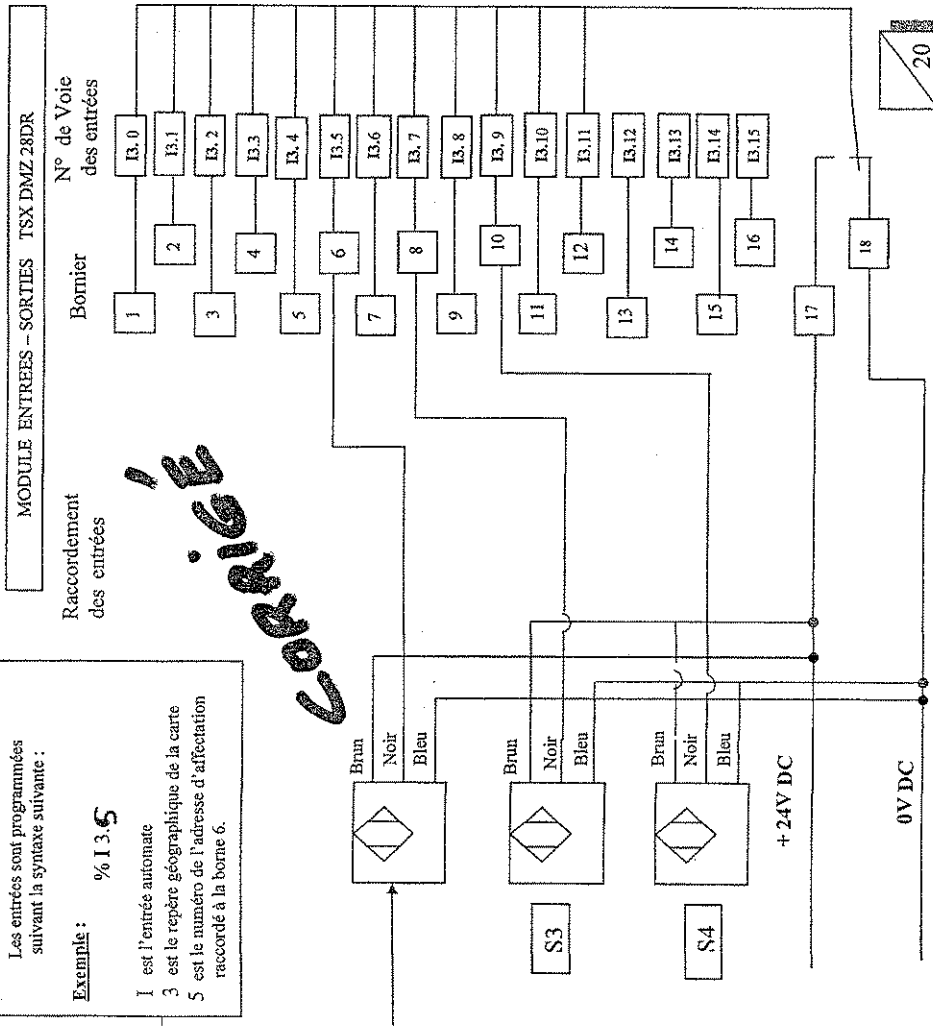 MODULE ENTREES – SORTIES TSX DMZ 28DR
Les entrées sont programmées
suivant la syntaxe suivante :
Exemple :
% I 3.5
I est l'entrée automate
3 est le repère géographique de la carte
5 est le numéro de l'adresse d'affectation
raccordé à la borne 6.
Raccordement
des entrées
Bornier
N° de Voie
des entrées
CORRIGÉ
1
I3.0
2
I3.1
3
I3.2
4
I3.3
5
I3.4
6
I3.5
7
I3.6
8
I3.7
9
I3.8
10
I3.9
11
I3.10
12
I3.11
13
I3.12
14
I3.13
15
I3.14
16
I3.15
17
18
Brun
Noir
Bleu
S3
Brun
Noir
Bleu
S4
Brun
Noir
Bleu
+ 24V DC
0V DC
20